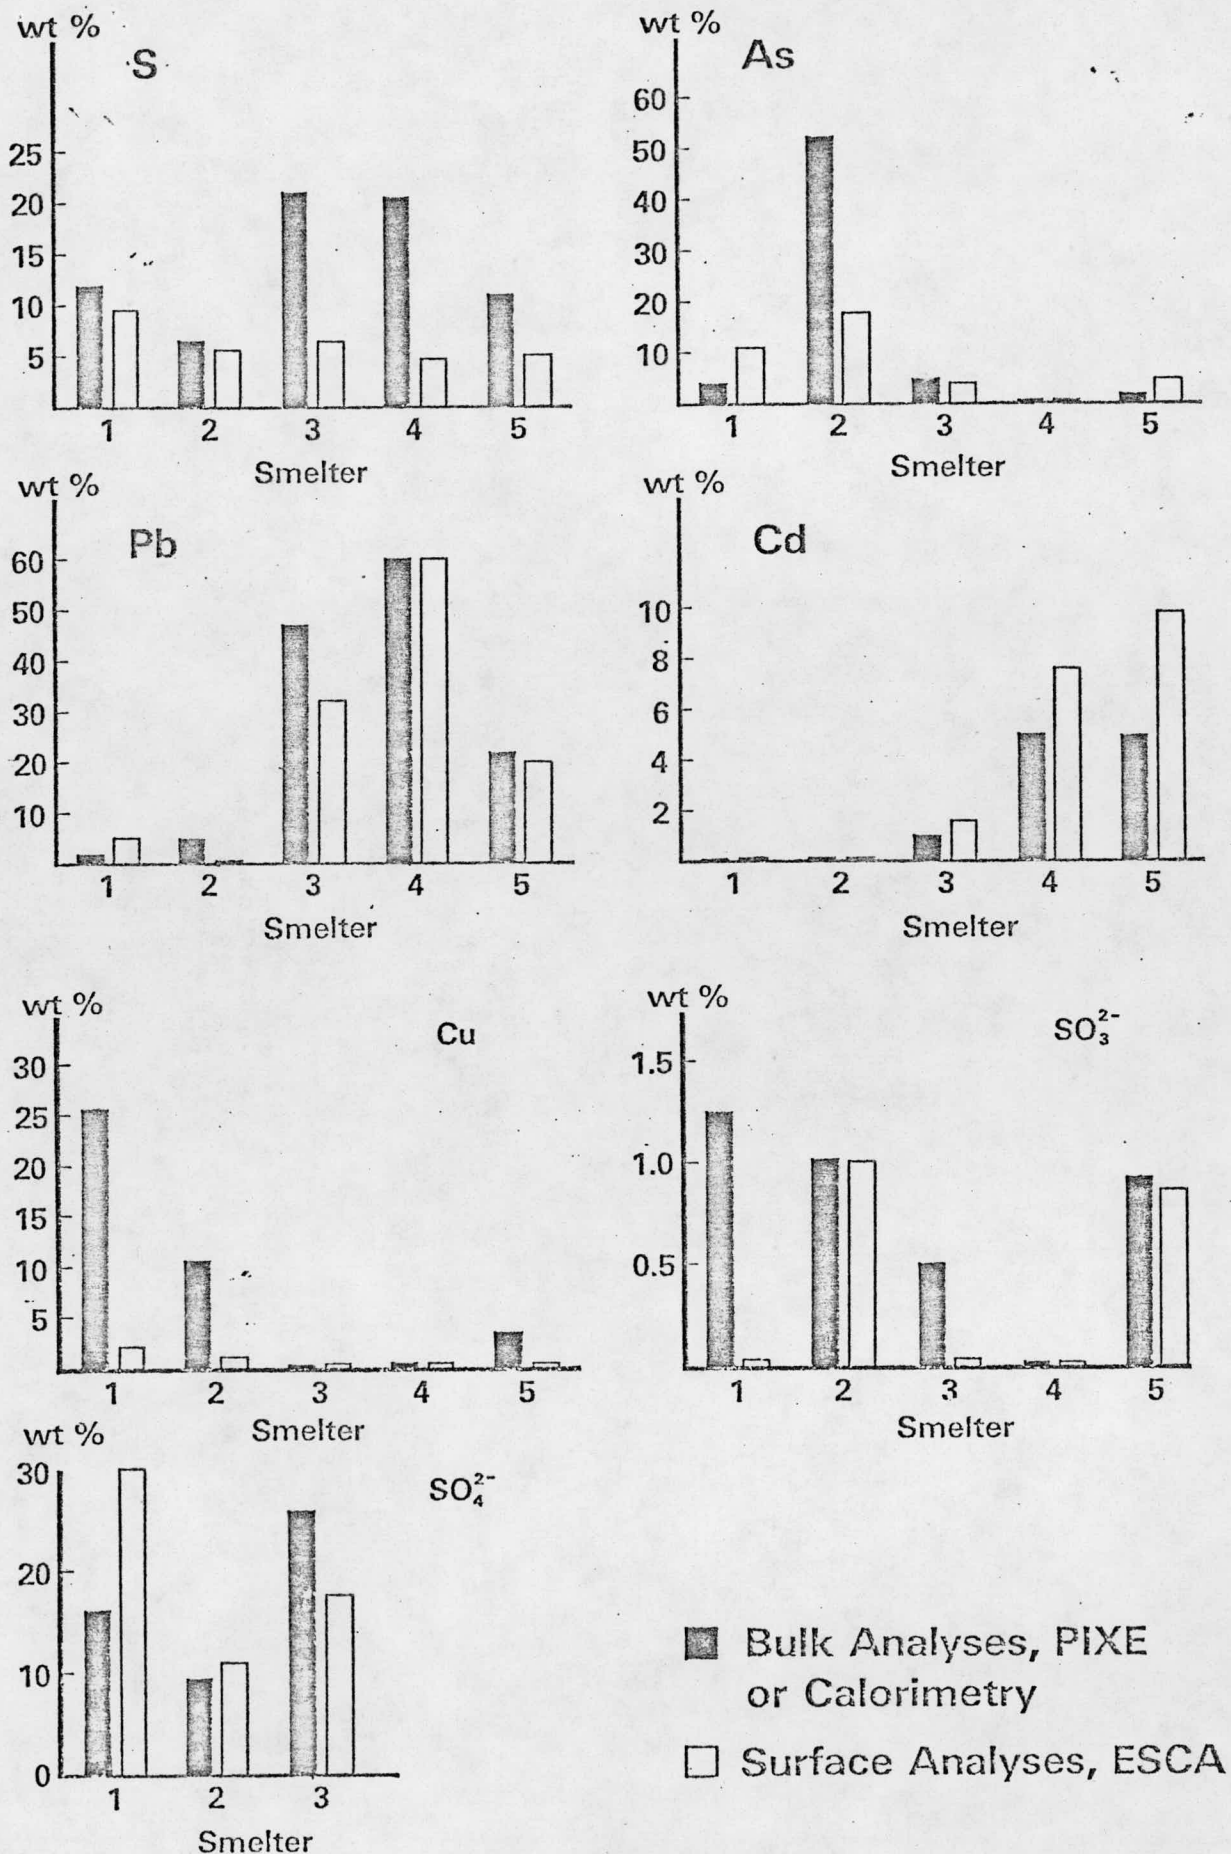 wt %
S
25
20
15
10
5
1 2 3 4 5
Smelter
wt %
As
60
50
40
30
20
10
1 2 3 4 5
Smelter
wt %
Pb
60
50
40
30
20
10
1 2 3 4 5
Smelter
wt %
Cd
10
8
6
4
2
1 2 3 4 5
Smelter
wt %
Cu
30
25
20
15
10
5
1 2 3 4 5
Smelter
wt %
SO₃²⁻
1.5
1.0
0.5
1 2 3 4 5
Smelter
wt %
SO₄²⁻
30
20
10
0
1 2 3
Smelter
Bulk Analyses, PIXE
or Calorimetry
Surface Analyses, ESCA